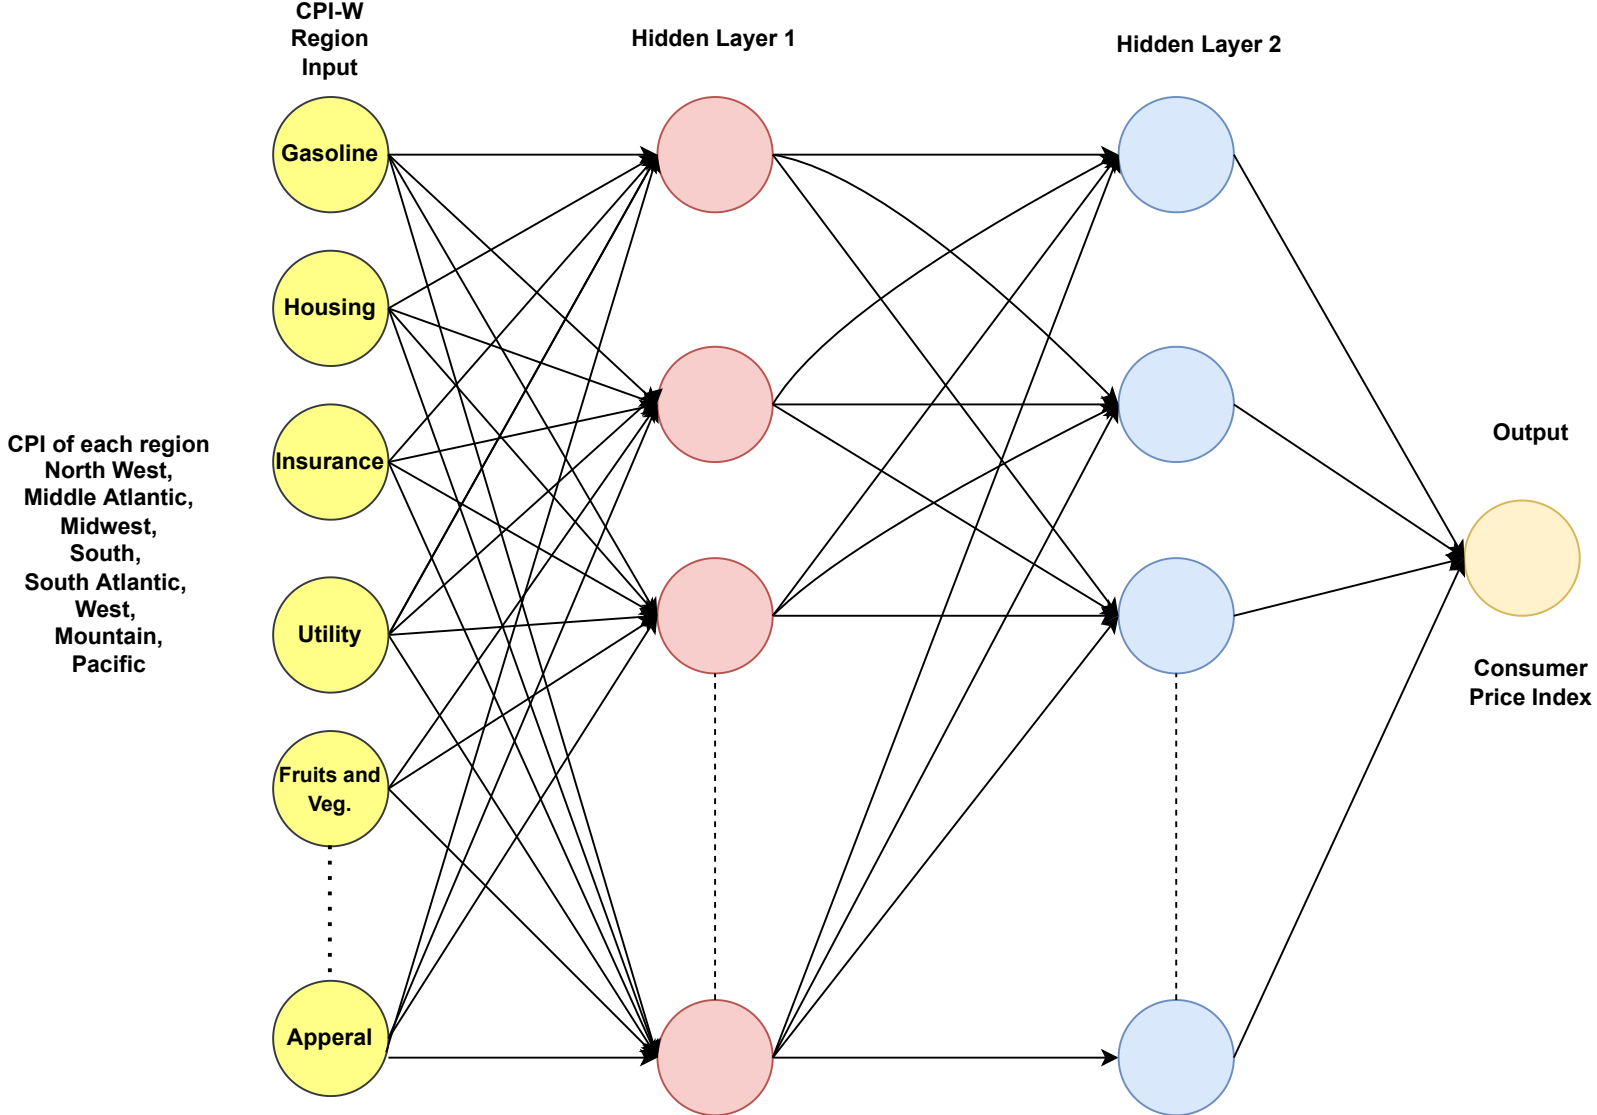 CPI-W
Region
Input
Hidden Layer 1
Hidden Layer 2
Gasoline
Housing
Insurance
Utility
Fruits and
Veg.
Apperal
CPI of each region
North West,
Middle Atlantic,
Midwest,
South,
South Atlantic,
West,
Mountain,
Pacific
Output
Consumer
Price Index